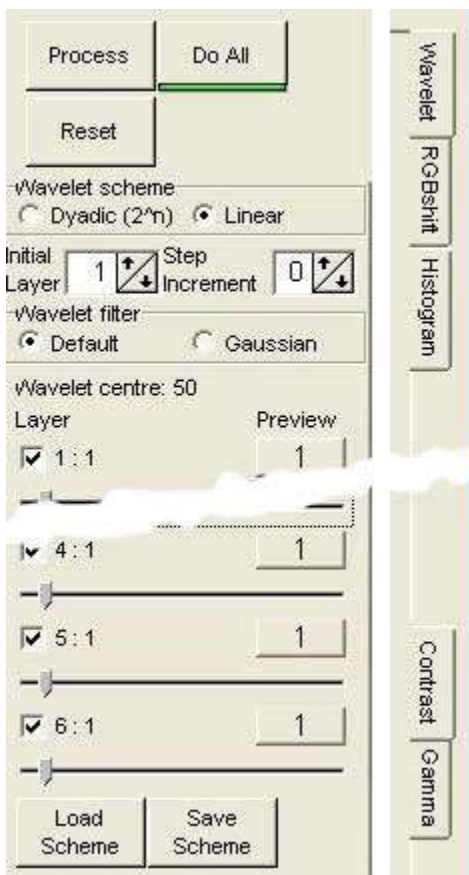 Process
Do All
Reset
Wavelet scheme
Dyadic (2^n)
Linear
Initial
Layer
1
Step
Increment
0
Wavelet filter
Default
Gaussian
Wavelet centre: 50
Layer
Preview
1 : 1
1
4 : 1
1
5 : 1
1
6 : 1
1
Load
Scheme
Save
Scheme
Wavelet
RGBshift
Histogram
Contrast
Gamma